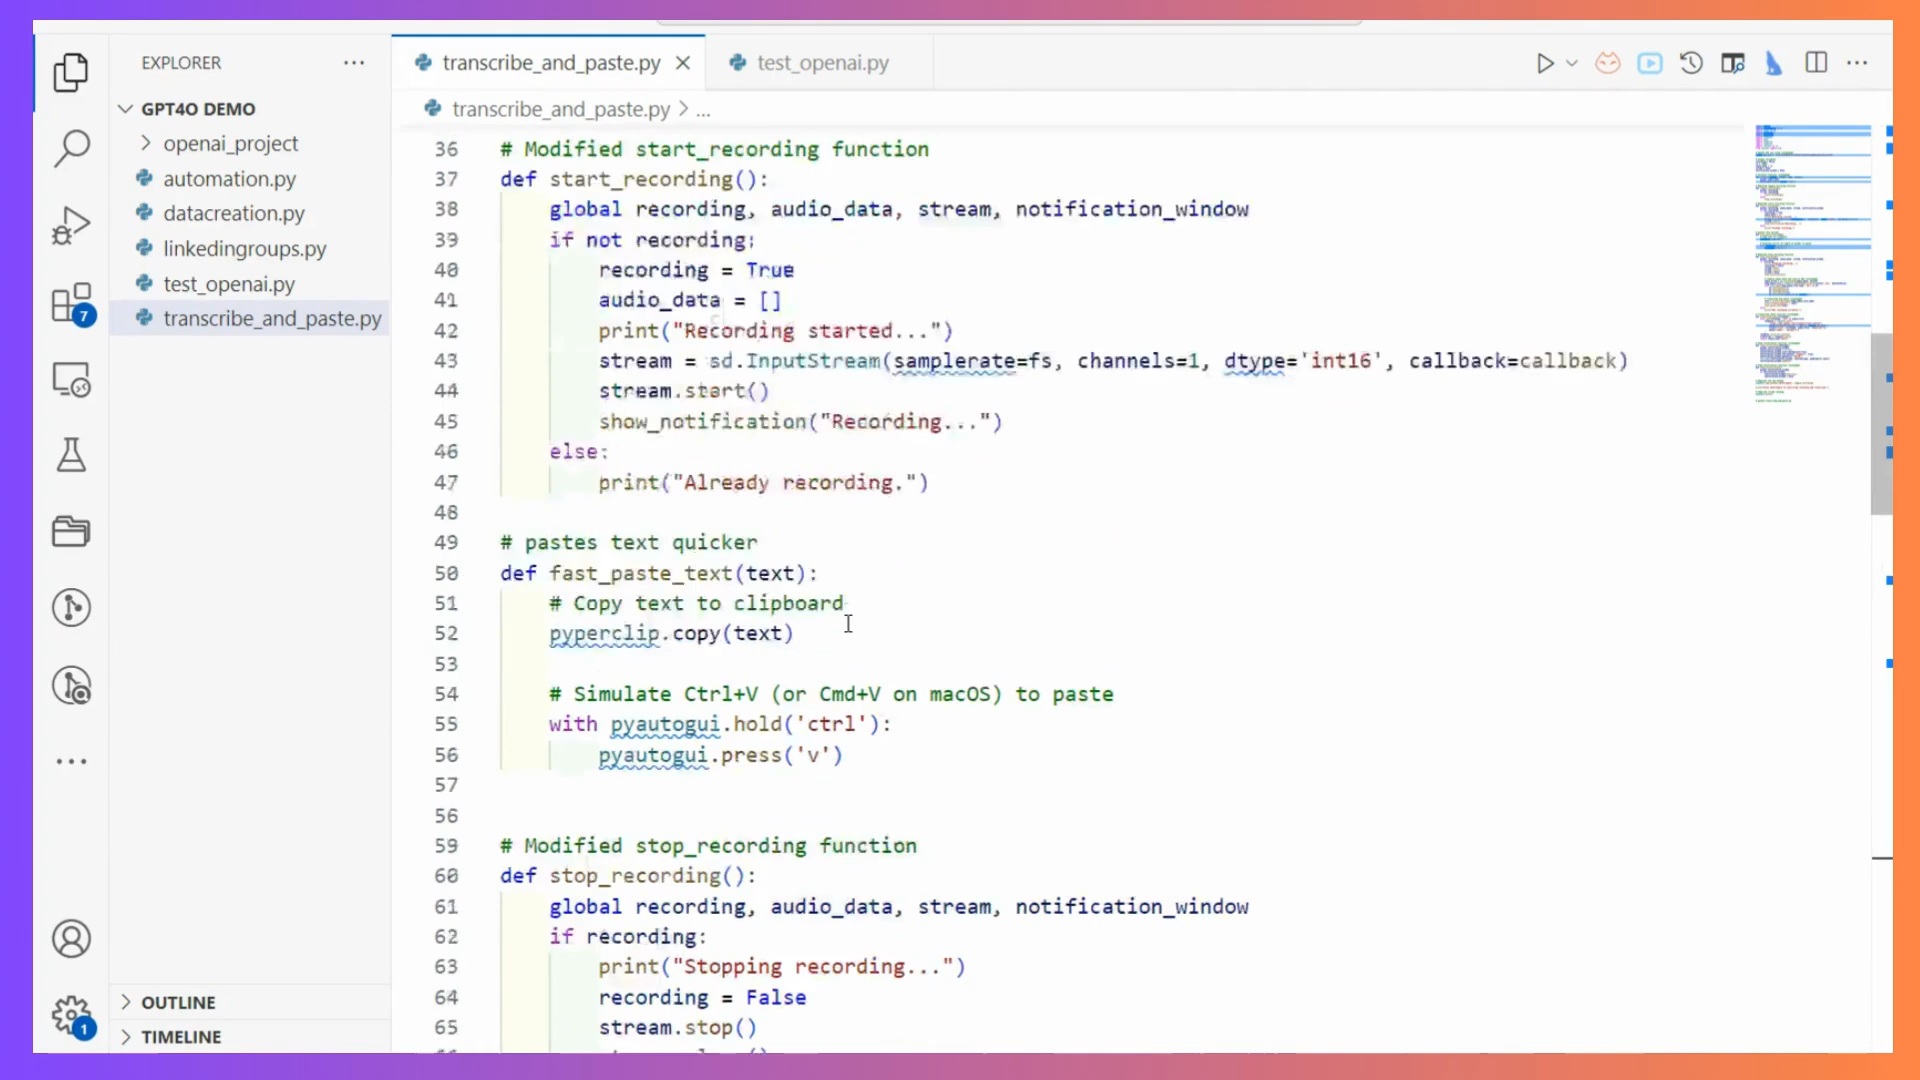 EXPLORER
GPT4O DEMO
openai_project
automation.py
datacreation.py
linkedingroups.py
test_openai.py
transcribe_and_paste.py
7
1
OUTLINE
TIMELINE
transcribe_and_paste.py
test_openai.py
transcribe_and_paste.py > ...
36 # Modified start_recording function
37 def start_recording():
38 global recording, audio_data, stream, notification_window
39 if not recording:
40 recording = True
41 audio_data = []
42 print("Recording started...")
43 stream = sd.InputStream(samplerate=fs, channels=1, dtype='int16', callback=callback)
44 stream.start()
45 show_notification("Recording...")
46 else:
47 print("Already recording.")
48
49 # pastes text quicker
50 def fast_paste_text(text):
51 # Copy text to clipboard
52 pyperclip.copy(text)
53
54 # Simulate Ctrl+V (or Cmd+V on macOS) to paste
55 with pyautogui.hold('ctrl'):
56 pyautogui.press('v')
57
56
59 # Modified stop_recording function
60 def stop_recording():
61 global recording, audio_data, stream, notification_window
62 if recording:
63 print("Stopping recording...")
64 recording = False
65 stream.stop()